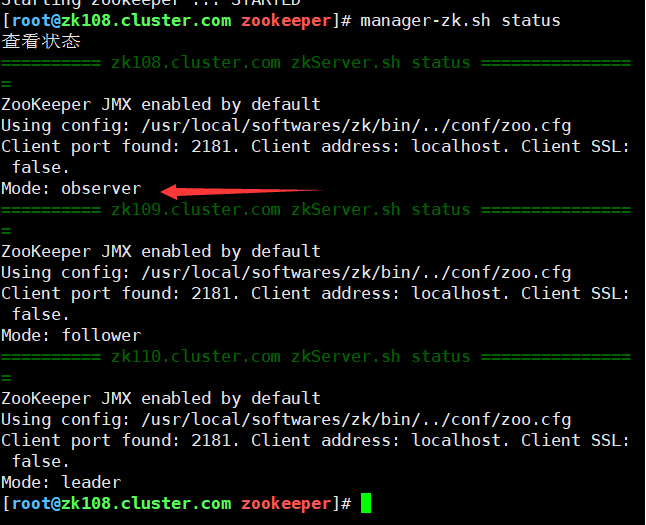 Starting zookeeper ... STARTED
[root@zk108.cluster.com zookeeper]# manager-zk.sh status
查看状态
========== zk108.cluster.com zkServer.sh status ===============
=
ZooKeeper JMX enabled by default
Using config: /usr/local/softwares/zk/bin/../conf/zoo.cfg
Client port found: 2181. Client address: localhost. Client SSL:
 false.
Mode: observer
========== zk109.cluster.com zkServer.sh status ===============
=
ZooKeeper JMX enabled by default
Using config: /usr/local/softwares/zk/bin/../conf/zoo.cfg
Client port found: 2181. Client address: localhost. Client SSL:
 false.
Mode: follower
========== zk110.cluster.com zkServer.sh status ===============
=
ZooKeeper JMX enabled by default
Using config: /usr/local/softwares/zk/bin/../conf/zoo.cfg
Client port found: 2181. Client address: localhost. Client SSL:
 false.
Mode: leader
[root@zk108.cluster.com zookeeper]#